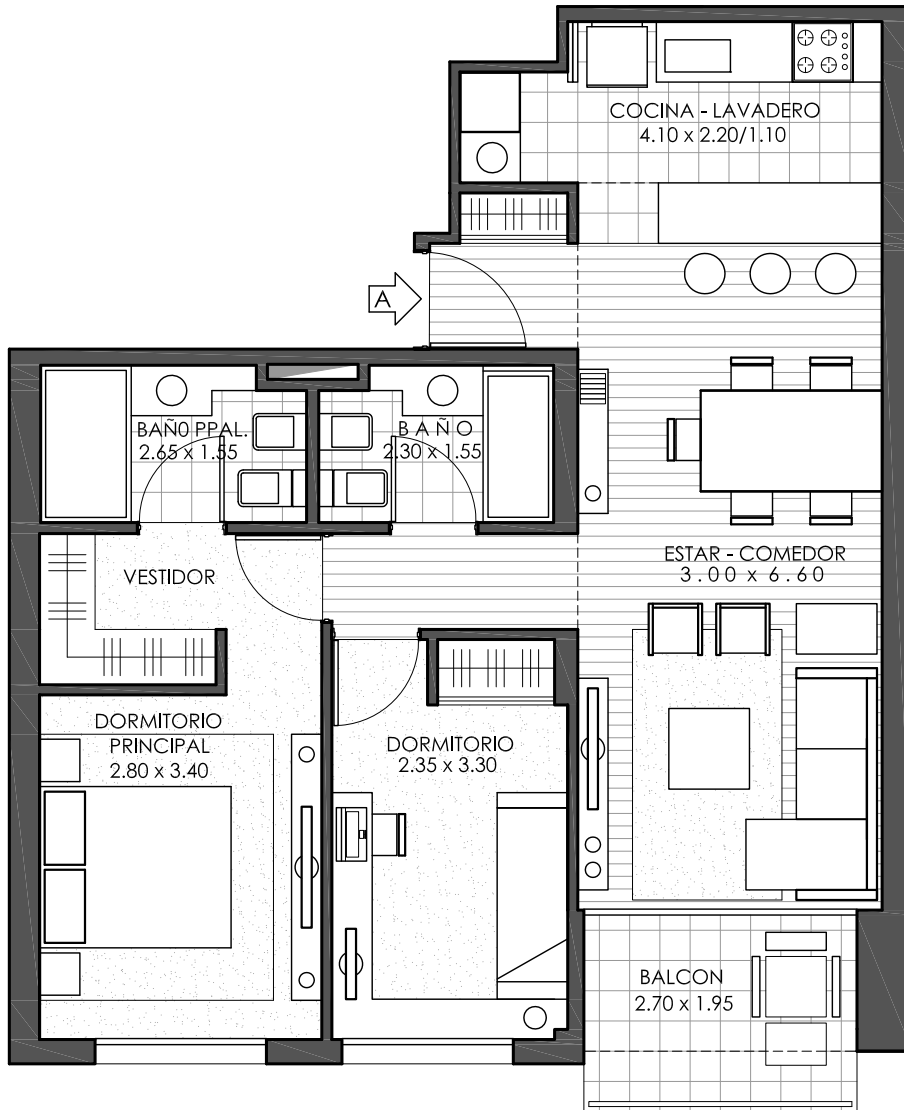 COCINA - LAVADERO
4.10 x 2.20/1.10
A
BAÑO PPAL.
2.65 x 1.55
BAÑO
2.30 x 1.55
VESTIDOR
ESTAR - COMEDOR
3.00 x 6.60
DORMITORIO
PRINCIPAL
2.80 x 3.40
DORMITORIO
2.35 x 3.30
BALCON
2.70 x 1.95